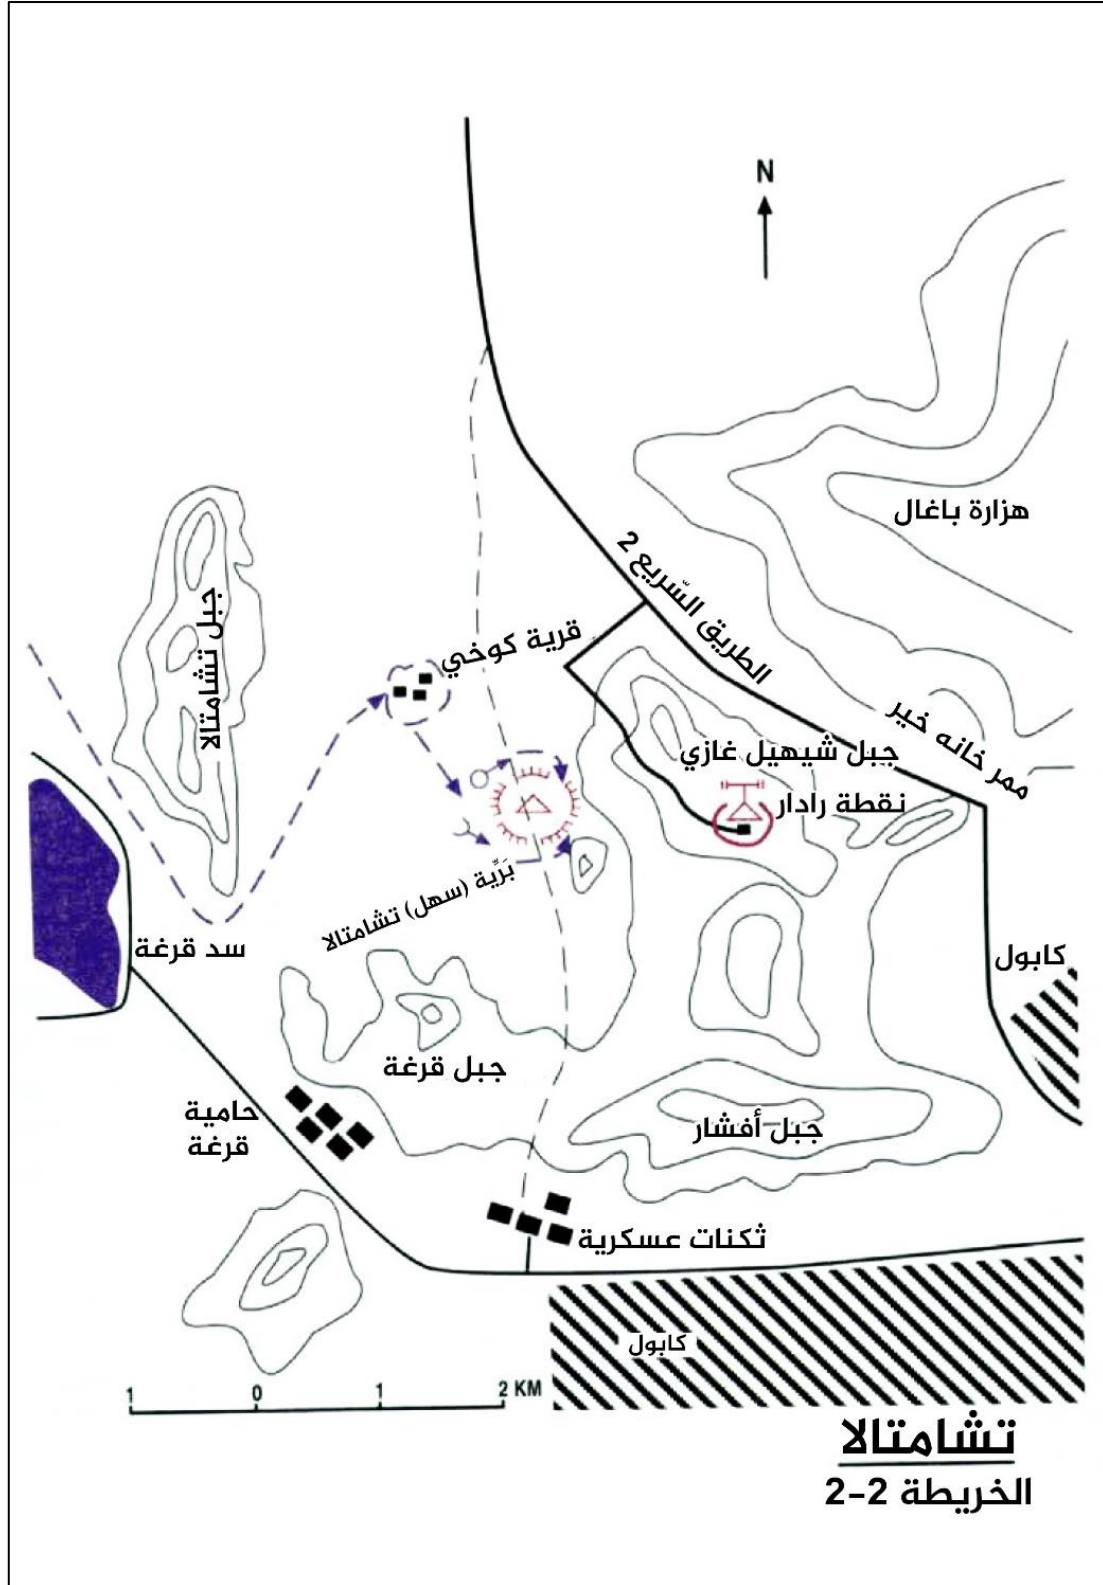 N
هزارة باغال
الطريق السّريع 2
جبل تشامتالا
قرية كوخي
ممر خانه خير
جبل شيهيل غازي
نقطة رادار
بَرِّية (سهل) تشامتالا
سد قرغة
كابول
جبل قرغة
حامية
قرغة
جبل أفشار
ثكنات عسكرية
كابول
1 0 1 2 KM
تشامتالا
الخريطة 2-2